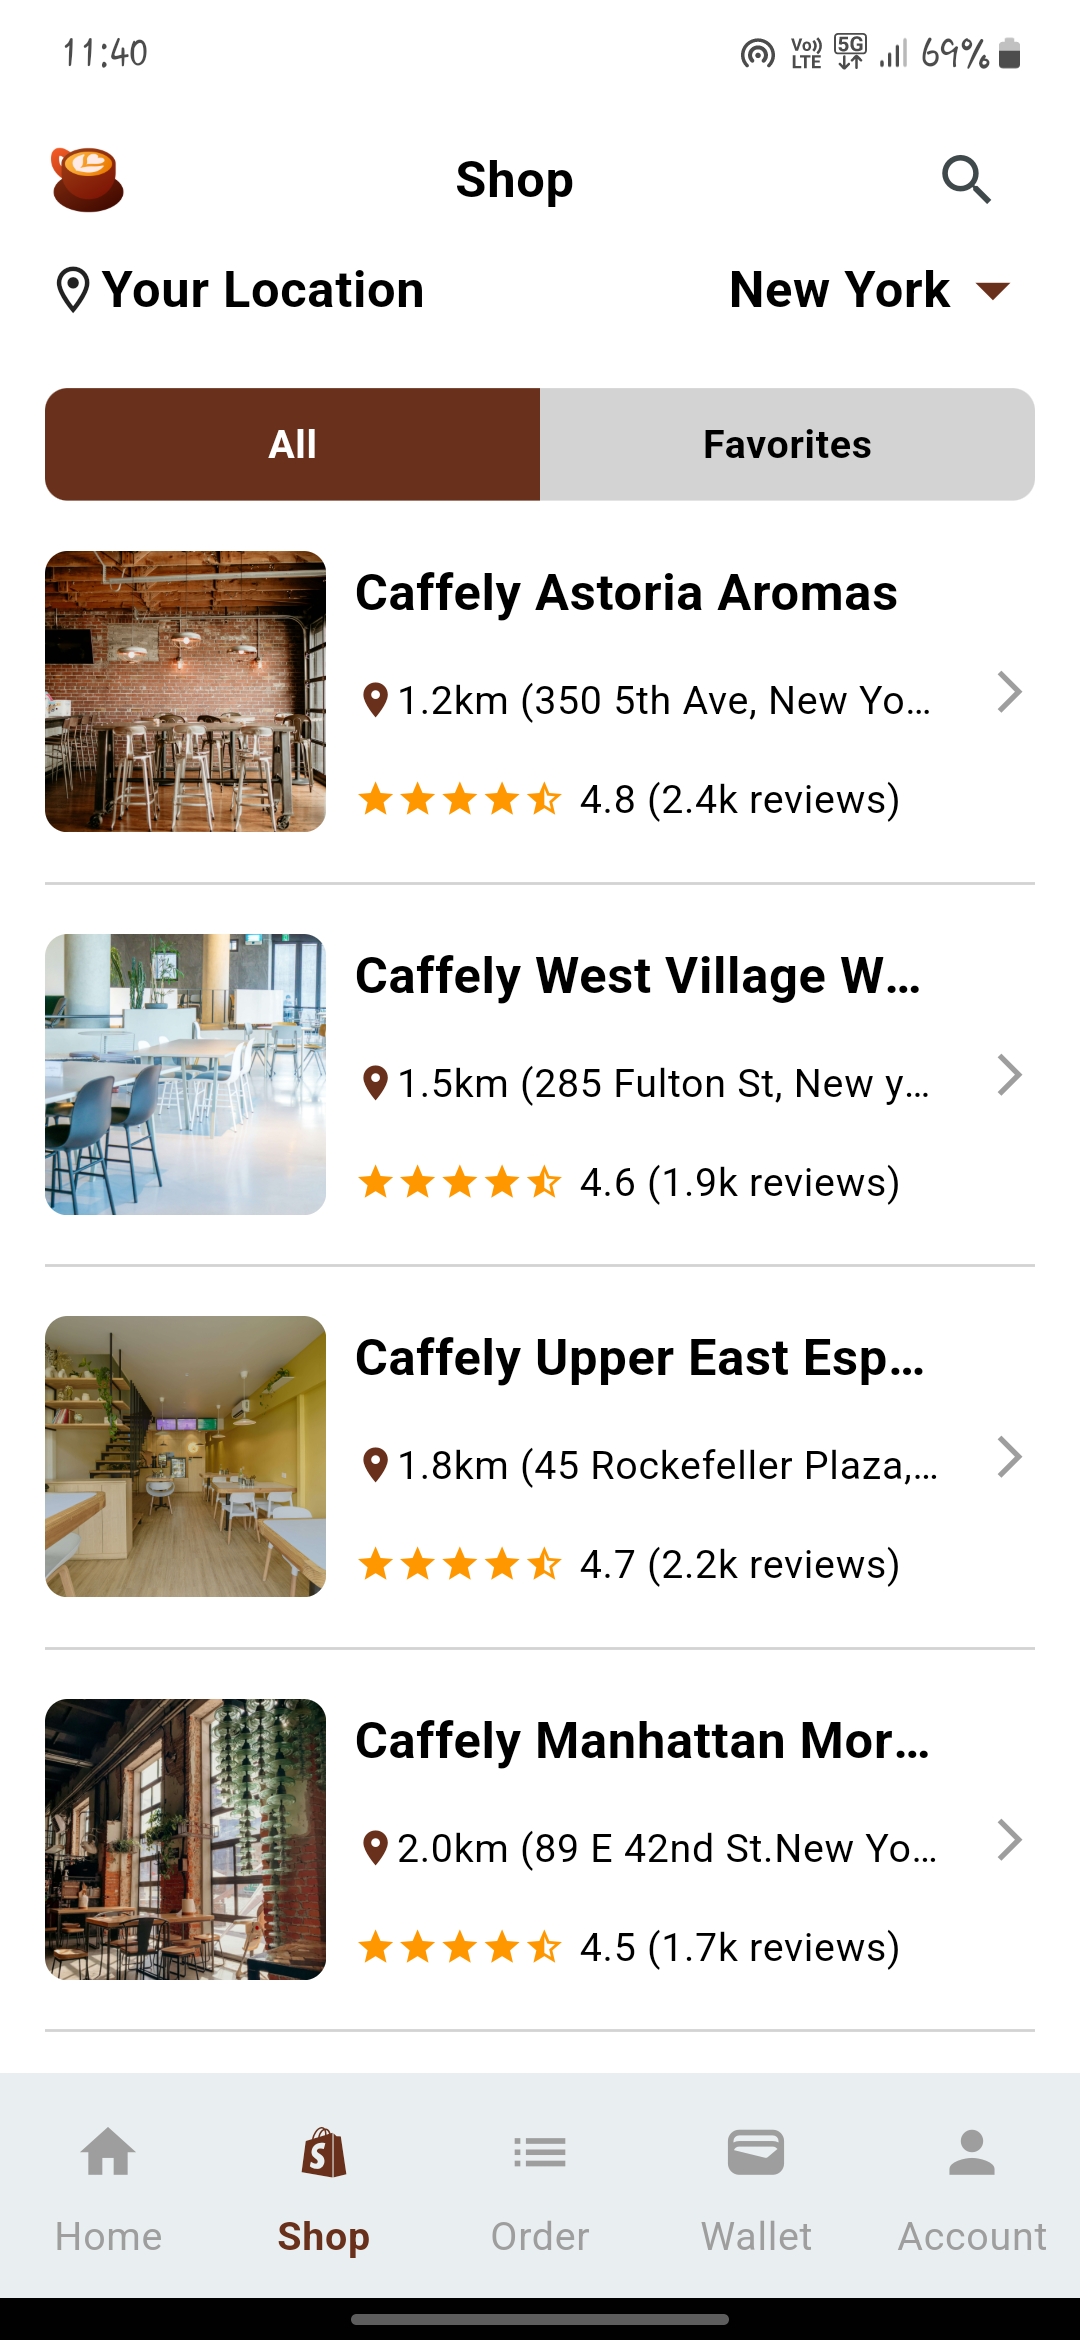 11:40 Vo)) LTE 5G 69%
Shop
Your Location New York
All Favorites
Caffely Astoria Aromas
1.2km (350 5th Ave, New Yo...
4.8 (2.4k reviews)
Caffely West Village W...
1.5km (285 Fulton St, New y...
4.6 (1.9k reviews)
Caffely Upper East Esp...
1.8km (45 Rockefeller Plaza,...
4.7 (2.2k reviews)
Caffely Manhattan Mor...
2.0km (89 E 42nd St.New Yo...
4.5 (1.7k reviews)
Home Shop Order Wallet Account